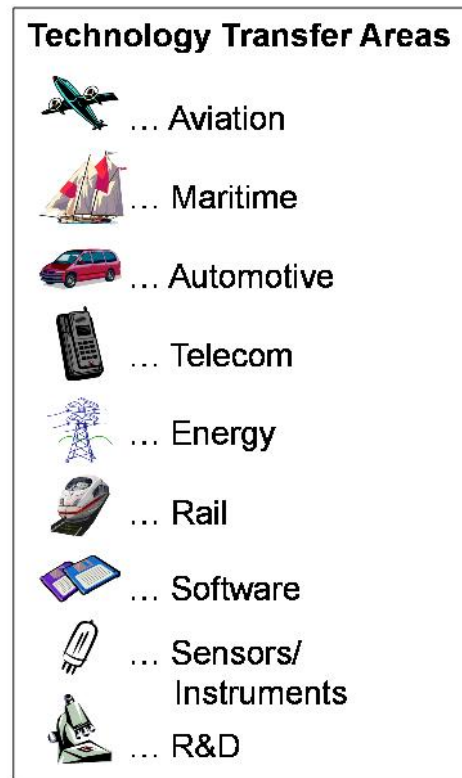 Technology Transfer Areas
... Aviation
... Maritime
... Automotive
... Telecom
... Energy
... Rail
... Software
... Sensors/
Instruments
... R&D